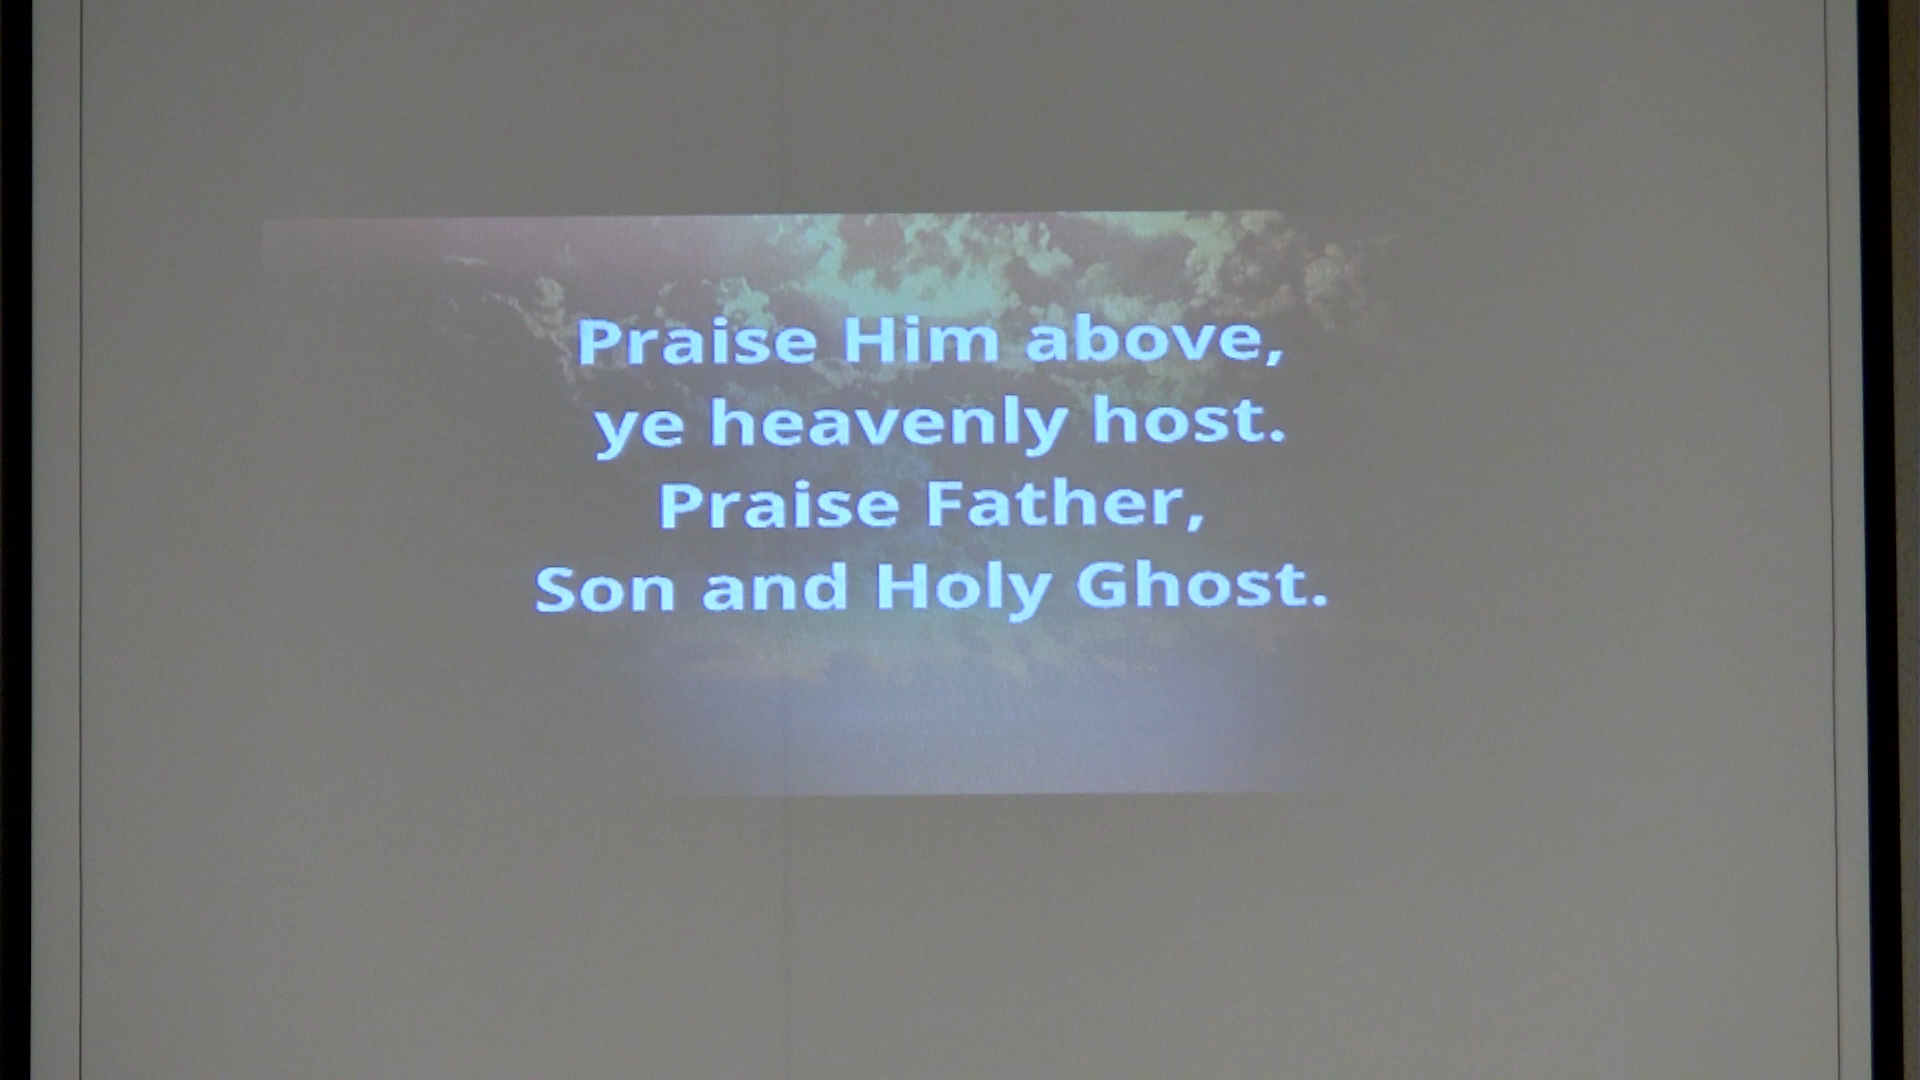 Praise Him above,
ye heavenly host.
Praise Father,
Son and Holy Ghost.